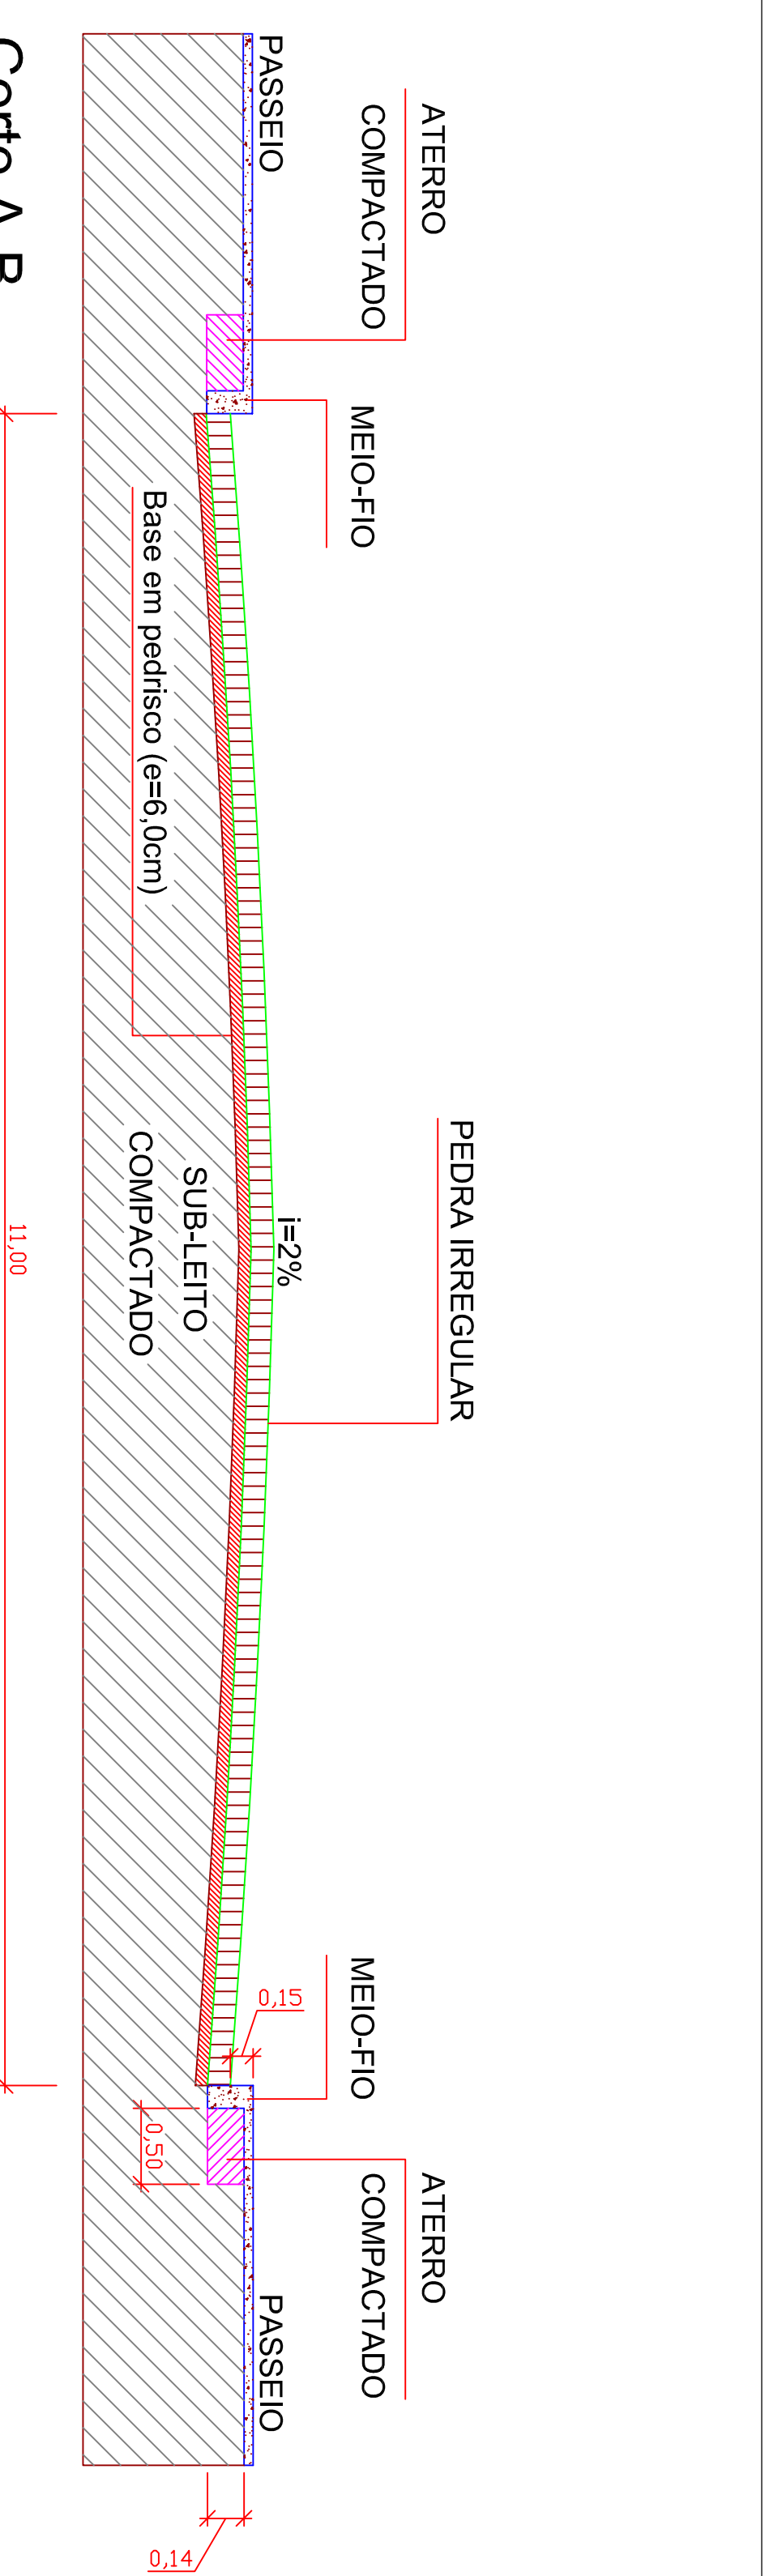 ATERRO
COMPACTADO
MEIO-FIO
PASSEIO
PEDRA IRREGULAR
i=2%
MEIO-FIO
ATERRO
COMPACTADO
PASSEIO
0,15
Base em pedrisco (e=6,0cm)
SUB-LEITO
COMPACTADO
0,50
0,14
11,00
Corte A-B